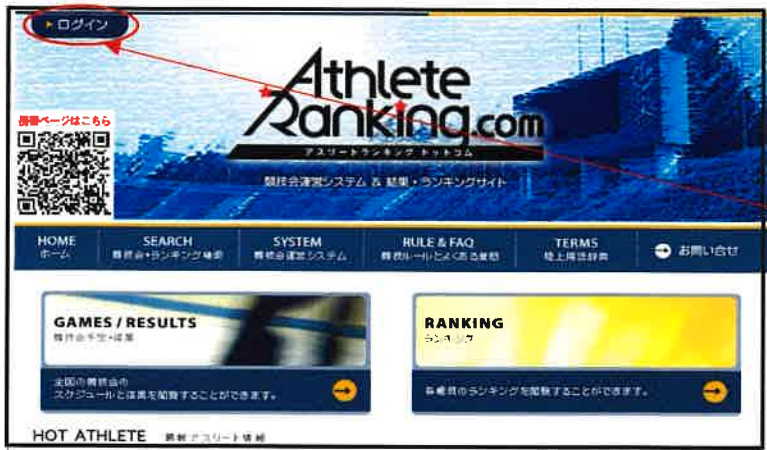 ログイン
Athlete
Ranking.com
アスリートランキング ドットコム
競技会運営システム & 結果・ランキングサイト
携帯ページはこちら
HOME
ホーム
SEARCH
競技会・ランキング検索
SYSTEM
競技会運営システム
RULE & FAQ
競技ルールとよくある質問
TERMS
陸上用語辞典
お問い合せ
GAMES / RESULTS
競技会予定・結果
全国の競技会の
スケジュールと結果を閲覧することができます。
RANKING
ランキング
各種目のランキングを閲覧することができます。
HOT ATHLETE
アスリート情報